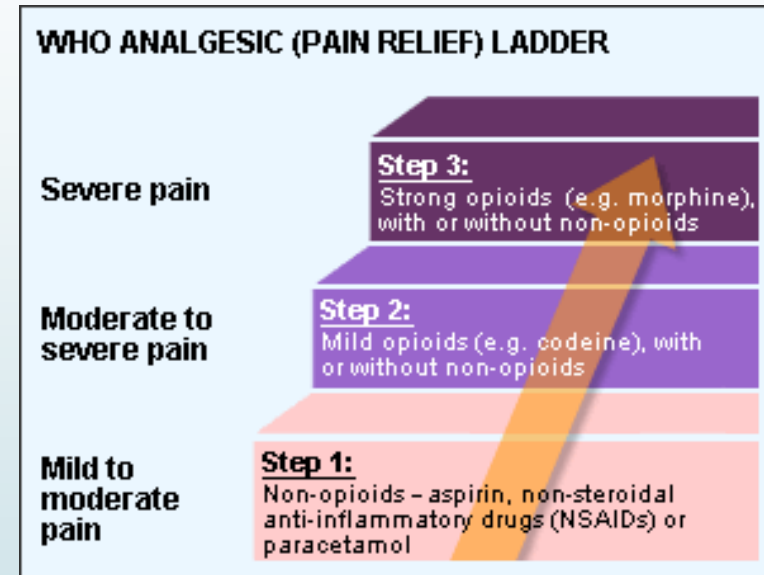 WHO ANALGESIC (PAIN RELIEF) LADDER
Severe pain
Step 3:
Strong opioids (e.g. morphine),
with or without non-opioids
Moderate to
severe pain
Step 2:
Mild opioids (e.g. codeine), with
or without non-opioids
Mild to
moderate
pain
Step 1:
Non-opioids – aspirin, non-steroidal
anti-inflammatory drugs (NSAIDs) or
paracetamol